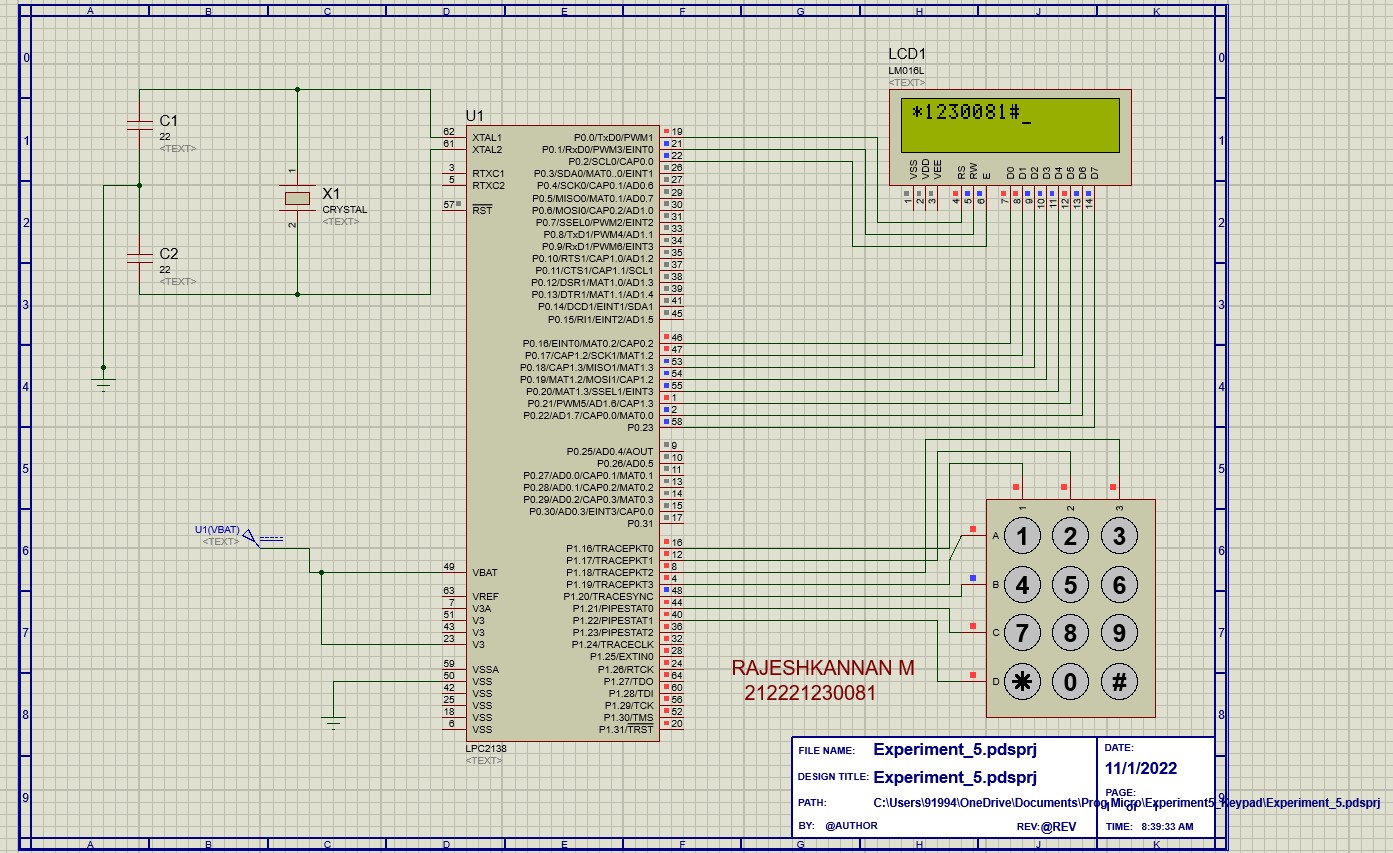 A B C D E F G H J K
0 0
1 1
2 2
3 3
4 4
5 5
6 6
7 7
8 8
9 9
C1
22
<TEXT>
C2
22
<TEXT>
1
X1
CRYSTAL
<TEXT>
2
U1
62 XTAL1
61 XTAL2
3 RTXC1
5 RTXC2
57 RST
49 VBAT
63 VREF
7 V3A
51 V3
43 V3
23 V3
59 VSSA
50 VSS
42 VSS
25 VSS
18 VSS
6 VSS
P0.0/TxD0/PWM1 19
P0.1/RxD0/PWM3/EINT0 21
P0.2/SCL0/CAP0.0 22
P0.3/SDA0/MAT0..0/EINT1 26
P0.4/SCK0/CAP0.1/AD0.6 27
P0.5/MISO0/MAT0.1/AD0.7 29
P0.6/MOSI0/CAP0.2/AD1.0 30
P0.7/SSEL0/PWM2/EINT2 31
P0.8/TxD1/PWM4/AD1.1 33
P0.9/RxD1/PWM6/EINT3 34
P0.10/RTS1/CAP1.0/AD1.2 35
P0.11/CTS1/CAP1.1/SCL1 37
P0.12/DSR1/MAT1.0/AD1.3 38
P0.13/DTR1/MAT1.1/AD1.4 39
P0.14/DCD1/EINT1/SDA1 41
P0.15/RI1/EINT2/AD1.5 45
P0.16/EINT0/MAT0.2/CAP0.2 46
P0.17/CAP1.2/SCK1/MAT1.2 47
P0.18/CAP1.3/MISO1/MAT1.3 53
P0.19/MAT1.2/MOSI1/CAP1.2 54
P0.20/MAT1.3/SSEL1/EINT3 55
P0.21/PWM5/AD1.6/CAP1.3 1
P0.22/AD1.7/CAP0.0/MAT0.0 2
P0.23 58
P0.25/AD0.4/AOUT 9
P0.26/AD0.5 10
P0.27/AD0.0/CAP0.1/MAT0.1 11
P0.28/AD0.1/CAP0.2/MAT0.2 13
P0.29/AD0.2/CAP0.3/MAT0.3 14
P0.30/AD0.3/EINT3/CAP0.0 15
P0.31 17
P1.16/TRACEPKT0 16
P1.17/TRACEPKT1 12
P1.18/TRACEPKT2 8
P1.19/TRACEPKT3 4
P1.20/TRACESYNC 48
P1.21/PIPESTAT0 44
P1.22/PIPESTAT1 40
P1.23/PIPESTAT2 36
P1.24/TRACECLK 32
P1.25/EXTIN0 28
P1.26/RTCK 24
P1.27/TDO 64
P1.28/TDI 60
P1.29/TCK 56
P1.30/TMS 52
P1.31/TRST 20
LPC2138
<TEXT>
U1(VBAT)
<TEXT>
LCD1
LM016L
<TEXT>
*1230081#_
VSS VDD VEE RS RW E D0 D1 D2 D3 D4 D5 D6 D7
1 2 3 4 5 6 7 8 9 10 11 12 13 14
1 2 3
A 1 2 3
B 4 5 6
C 7 8 9
D * 0 #
RAJESHKANNAN M
212221230081
FILE NAME: Experiment_5.pdsprj
DESIGN TITLE: Experiment_5.pdsprj
PATH: C:\Users\91994\OneDrive\Documents\Prog Micro\Experiment5_Keypad\Experiment_5.pdsprj
BY: @AUTHOR REV:@REV
DATE:
11/1/2022
PAGE:
TIME: 8:39:33 AM
A B C D E F G H J K